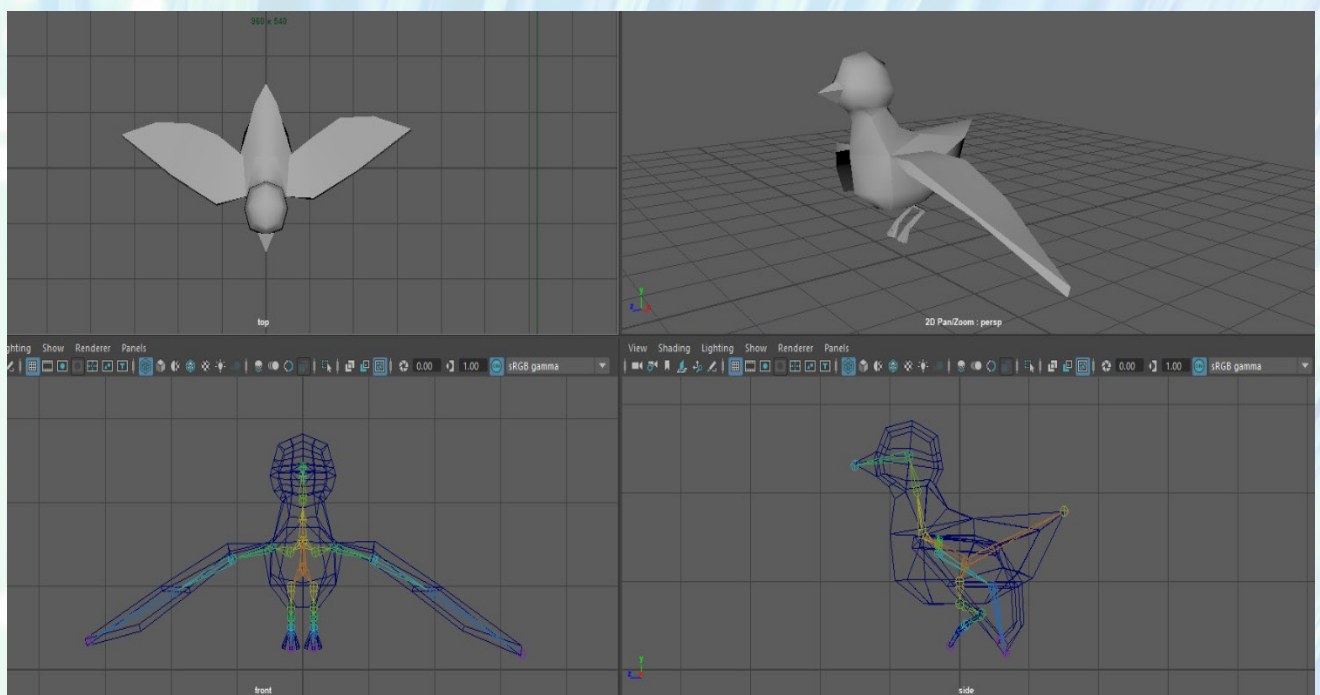 960 x 540
top
2D Pan/Zoom : persp
y
z
x
ghting Show Renderer Panels
0.00 1.00 sRGB gamma
front
View Shading Lighting Show Renderer Panels
0.00 1.00 sRGB gamma
y
z
side